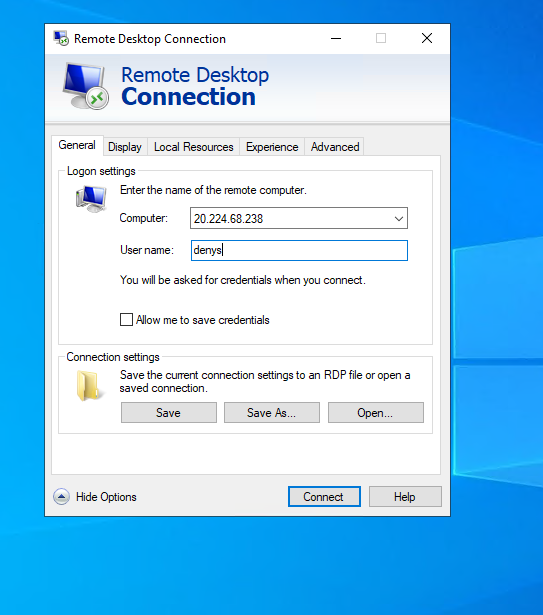 Remote Desktop Connection
Remote Desktop
Connection
General Display Local Resources Experience Advanced
Logon settings
Enter the name of the remote computer.
Computer: 20.224.68.238
User name: denys
You will be asked for credentials when you connect.
Allow me to save credentials
Connection settings
Save the current connection settings to an RDP file or open a
saved connection.
Save Save As... Open...
Hide Options Connect Help